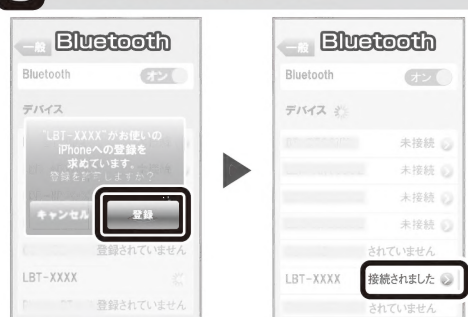 一般
Bluetooth
Bluetooth
オン
デバイス
"LBT-XXXX"がお使いの
iPhoneへの登録を
求めています。
登録を許可しますか?
キャンセル
登録
登録されていません
LBT-XXXX
登録されていません
一般
Bluetooth
Bluetooth
オン
デバイス
未接続
未接続
未接続
未接続
されていません
LBT-XXXX
接続されました
されていません